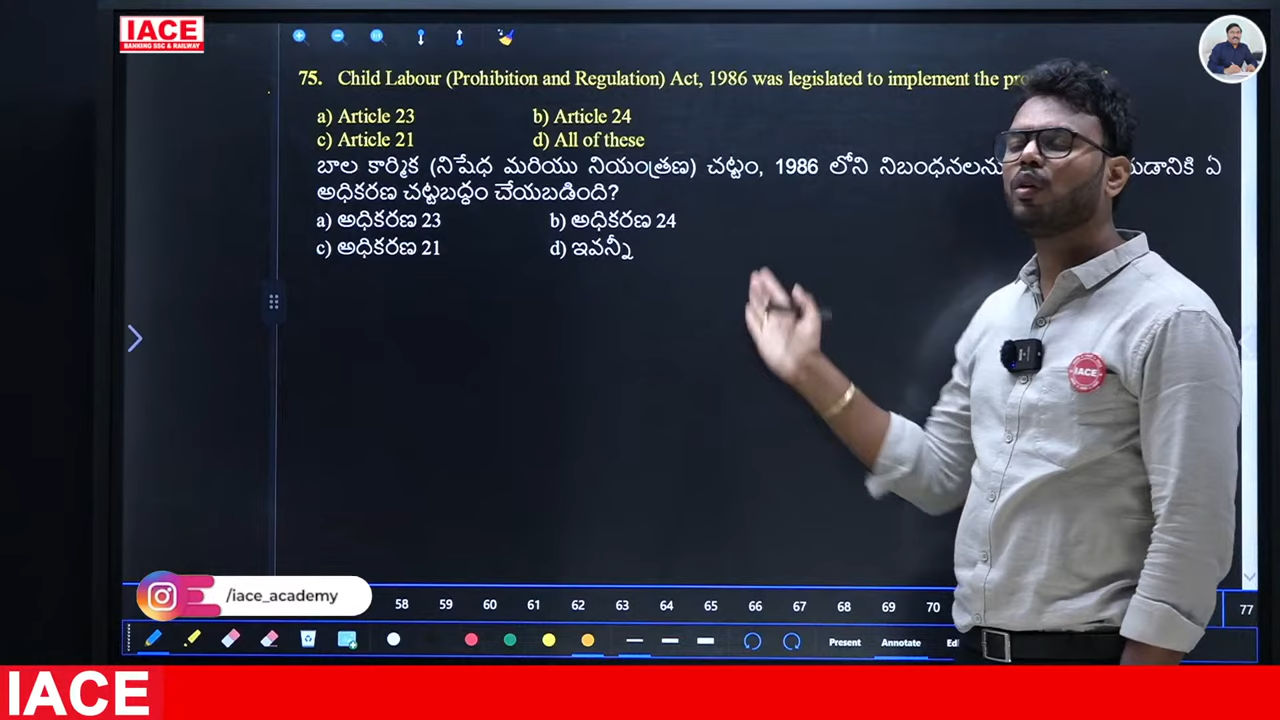 IACE
BANKING SSC & RAILWAY
75. Child Labour (Prohibition and Regulation) Act, 1986 was legislated to implement the
a) Article 23 b) Article 24
c) Article 21 d) All of these
బాల కార్మిక (నిషేధ మరియు నియంత్రణ) చట్టం, 1986 లోని నిబంధనలను ఏ
అధికరణ చట్టబద్ధం చేయబడింది?
a) అధికరణ 23 b) అధికరణ 24
c) అధికరణ 21 d) ఇవన్నీ
IACE
/iace_academy
58 59 60 61 62 63 64 65 66 67 68 69 70 77
Present Annotate
IACE